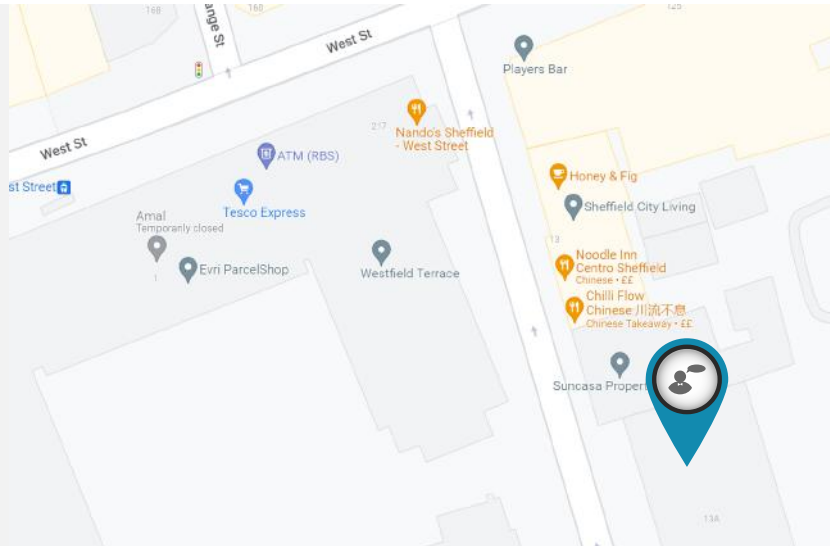 168
160
125
ange St
West St
Players Bar
217
Nando's Sheffield
- West Street
West St
ATM (RBS)
st Street
Tesco Express
Honey & Fig
Sheffield City Living
Amal
Temporarily closed
13
1
Evri ParcelShop
Westfield Terrace
Noodle Inn
Centro Sheffield
Chinese • ££
Chilli Flow
Chinese 川流不息
Chinese Takeaway • ££
Suncasa Propert
13A